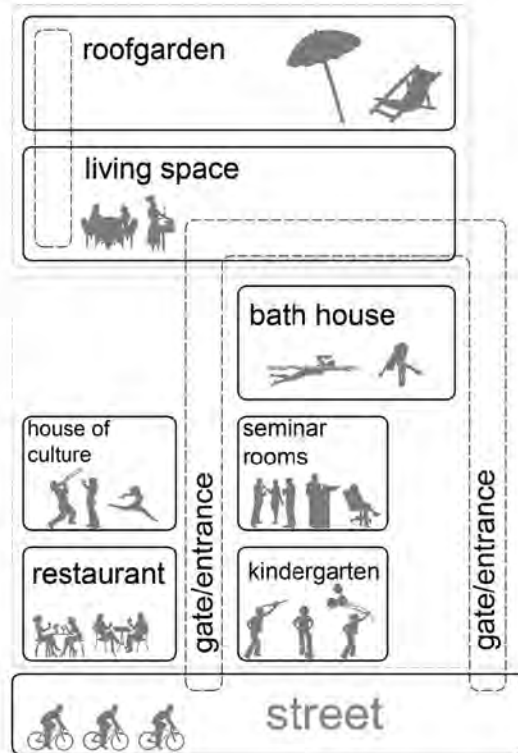 roofgarden
living space
bath house
house of
culture
seminar
rooms
gate/entrance
gate/entrance
restaurant
kindergarten
street